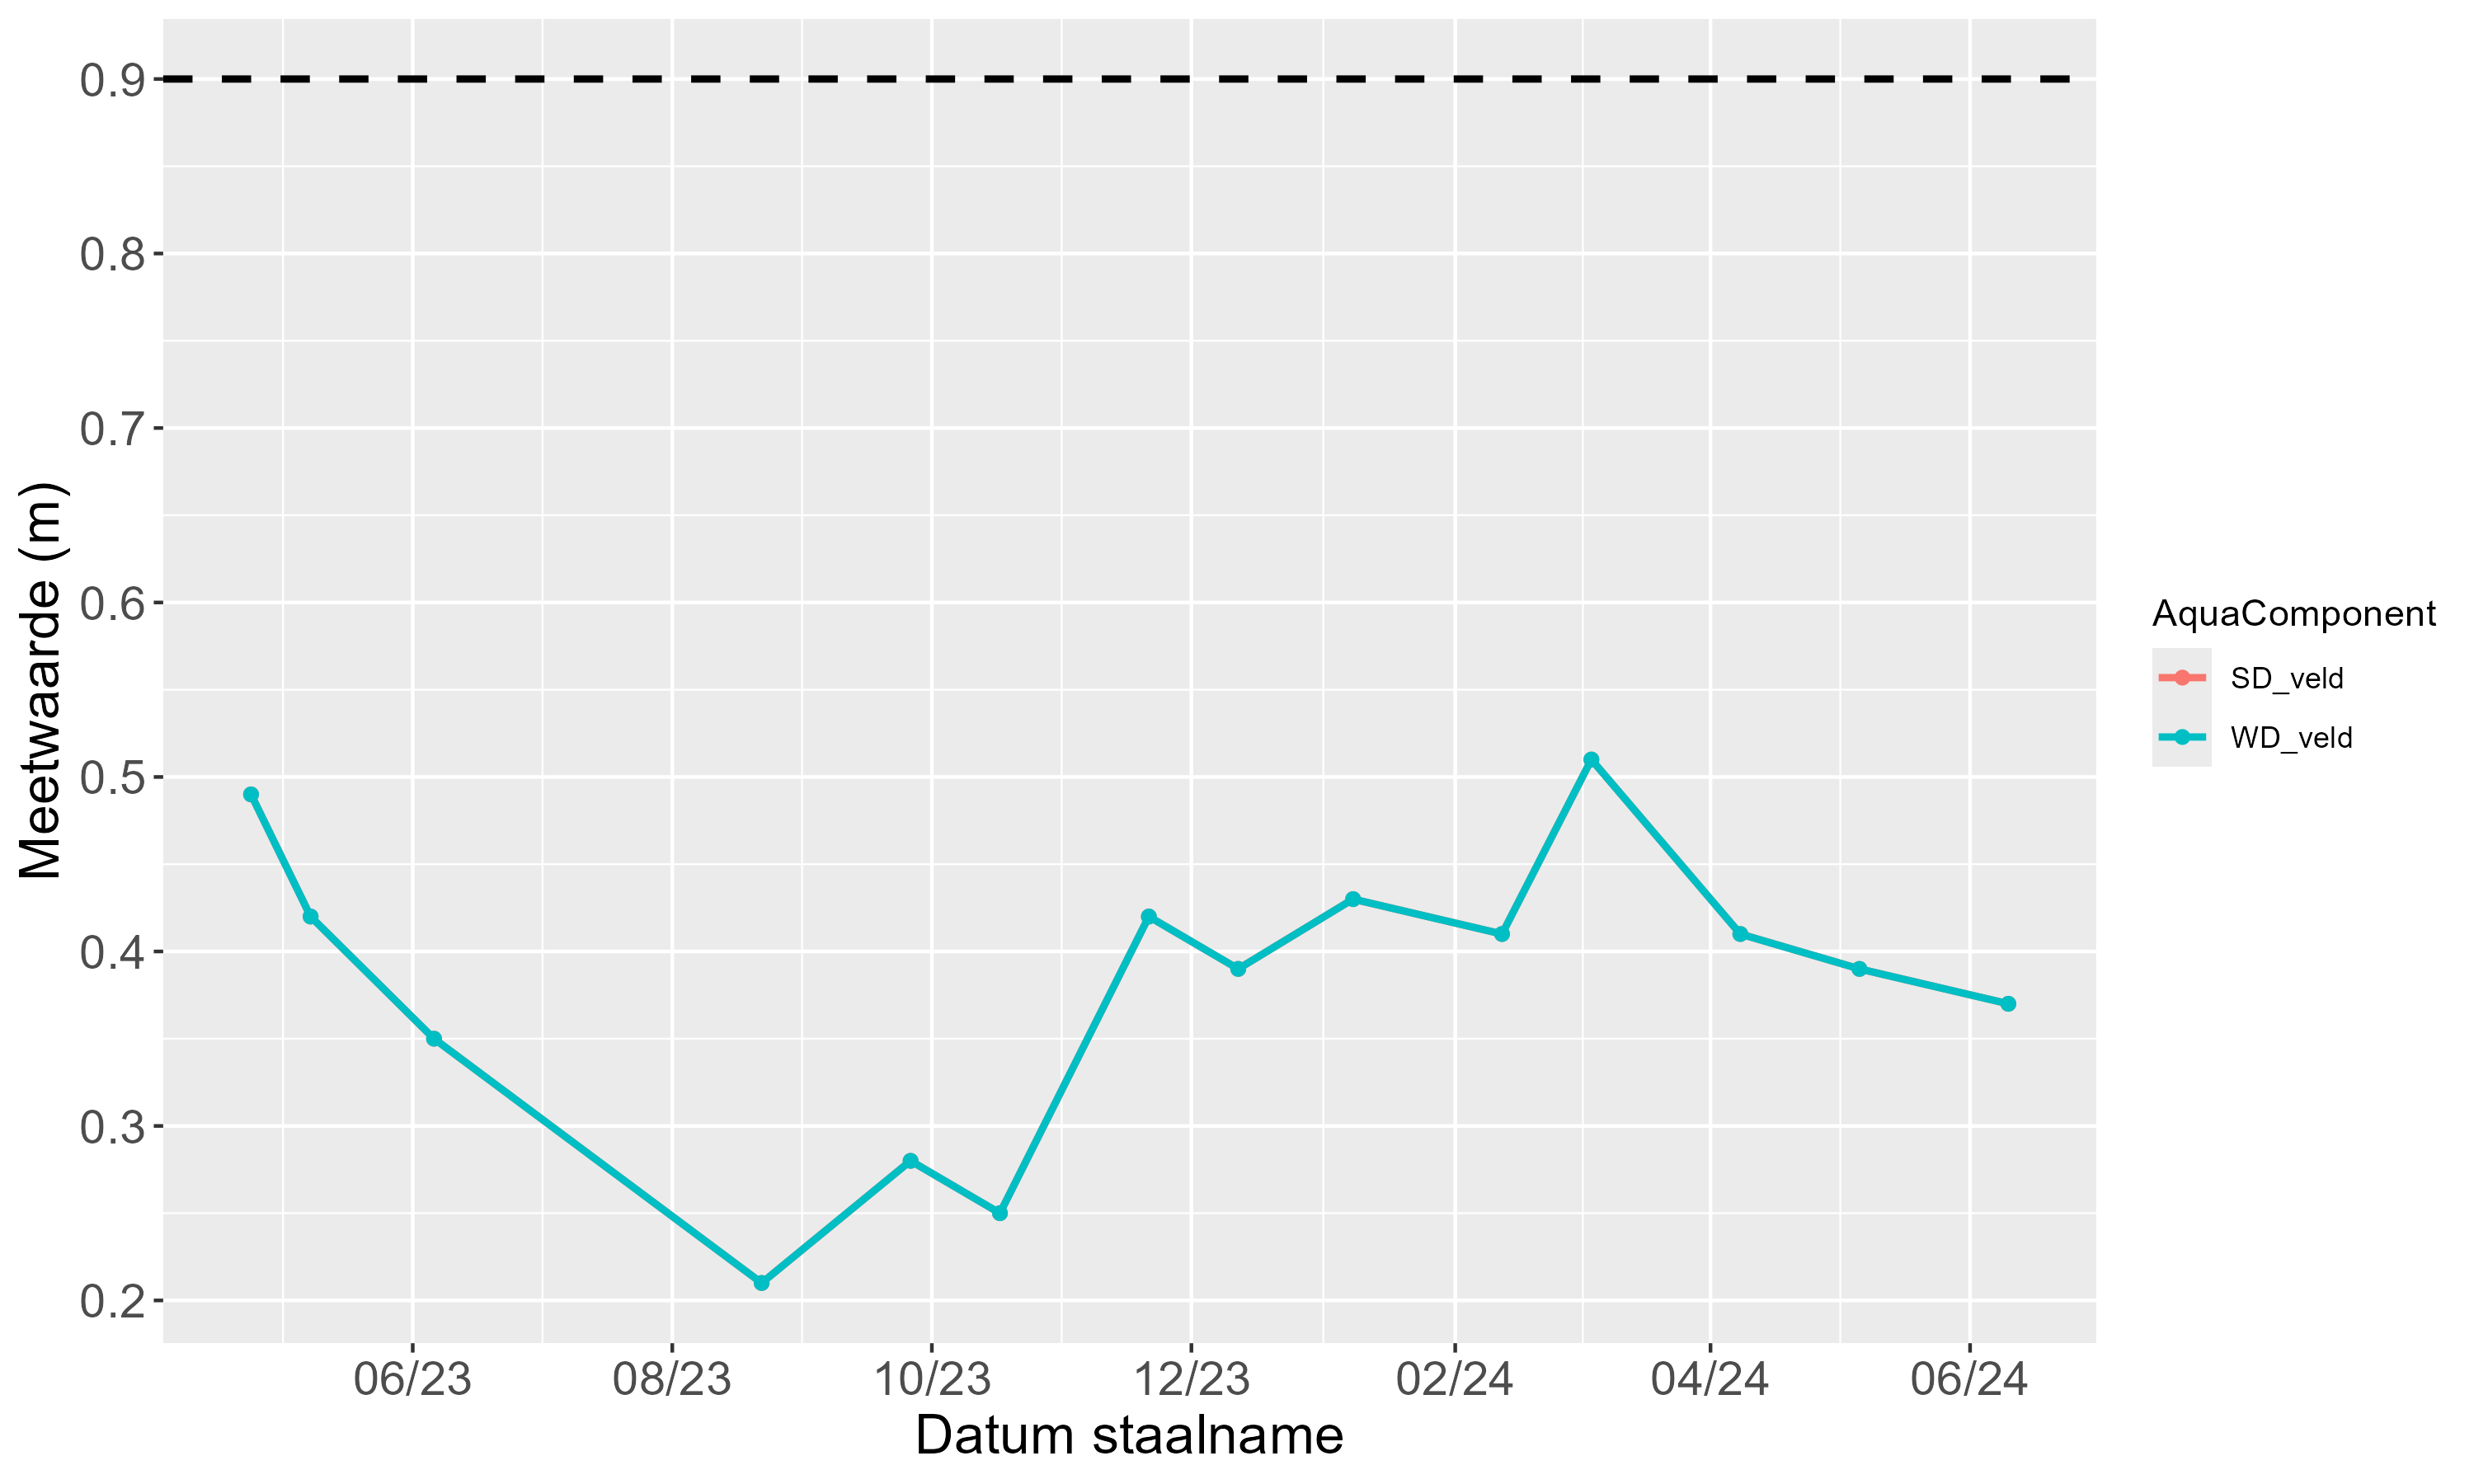 0.9
0.8
0.7
0.6
0.5
0.4
0.3
0.2
Meetwaarde (m)
06/23 08/23 10/23 12/23 02/24 04/24 06/24
Datum staalname
AquaComponent
SD_veld
WD_veld